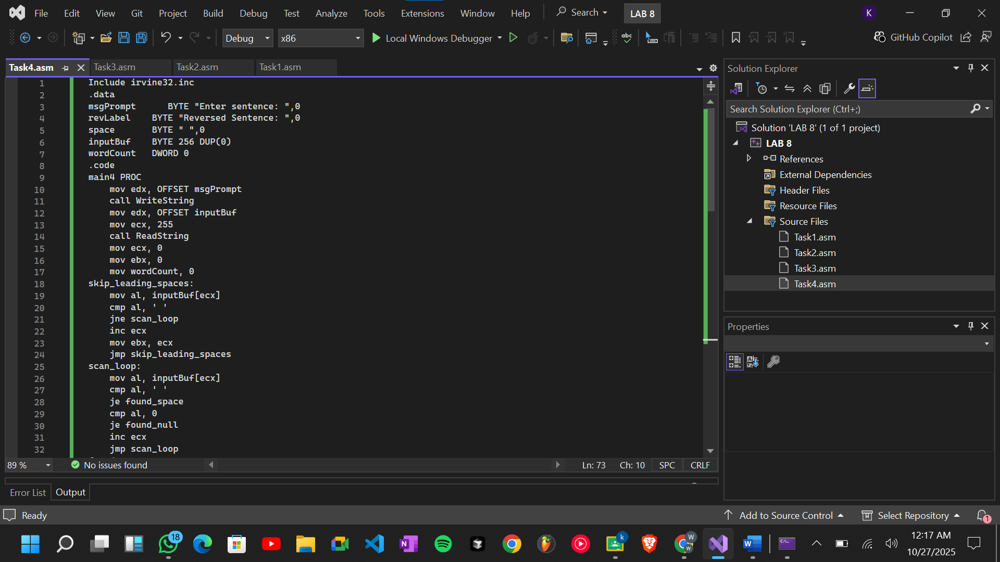 File Edit View Git Project Build Debug Test Analyze Tools Extensions Window Help Search LAB 8 K
Debug x86 Local Windows Debugger abc GitHub Copilot
Task4.asm Task3.asm Task2.asm Task1.asm
1 Include irvine32.inc
2 .data
3 msgPrompt BYTE "Enter sentence: ",0
4 revLabel BYTE "Reversed Sentence: ",0
5 space BYTE " ",0
6 inputBuf BYTE 256 DUP(0)
7 wordCount DWORD 0
8 .code
9 main4 PROC
10 mov edx, OFFSET msgPrompt
11 call WriteString
12 mov edx, OFFSET inputBuf
13 mov ecx, 255
14 call ReadString
15 mov ecx, 0
16 mov ebx, 0
17 mov wordCount, 0
18 skip_leading_spaces:
19 mov al, inputBuf[ecx]
20 cmp al, ' '
21 jne scan_loop
22 inc ecx
23 mov ebx, ecx
24 jmp skip_leading_spaces
25 scan_loop:
26 mov al, inputBuf[ecx]
27 cmp al, ' '
28 je found_space
29 cmp al, 0
30 je found_null
31 inc ecx
32 jmp scan_loop
89 % No issues found Ln: 73 Ch: 10 SPC CRLF
Error List Output
Solution Explorer
Search Solution Explorer (Ctrl+;)
Solution 'LAB 8' (1 of 1 project)
LAB 8
References
External Dependencies
Header Files
Resource Files
Source Files
Task1.asm
Task2.asm
Task3.asm
Task4.asm
Properties
Ready Add to Source Control Select Repository 1
18 N k W W W C:\_ 12:17 AM
10/27/2025